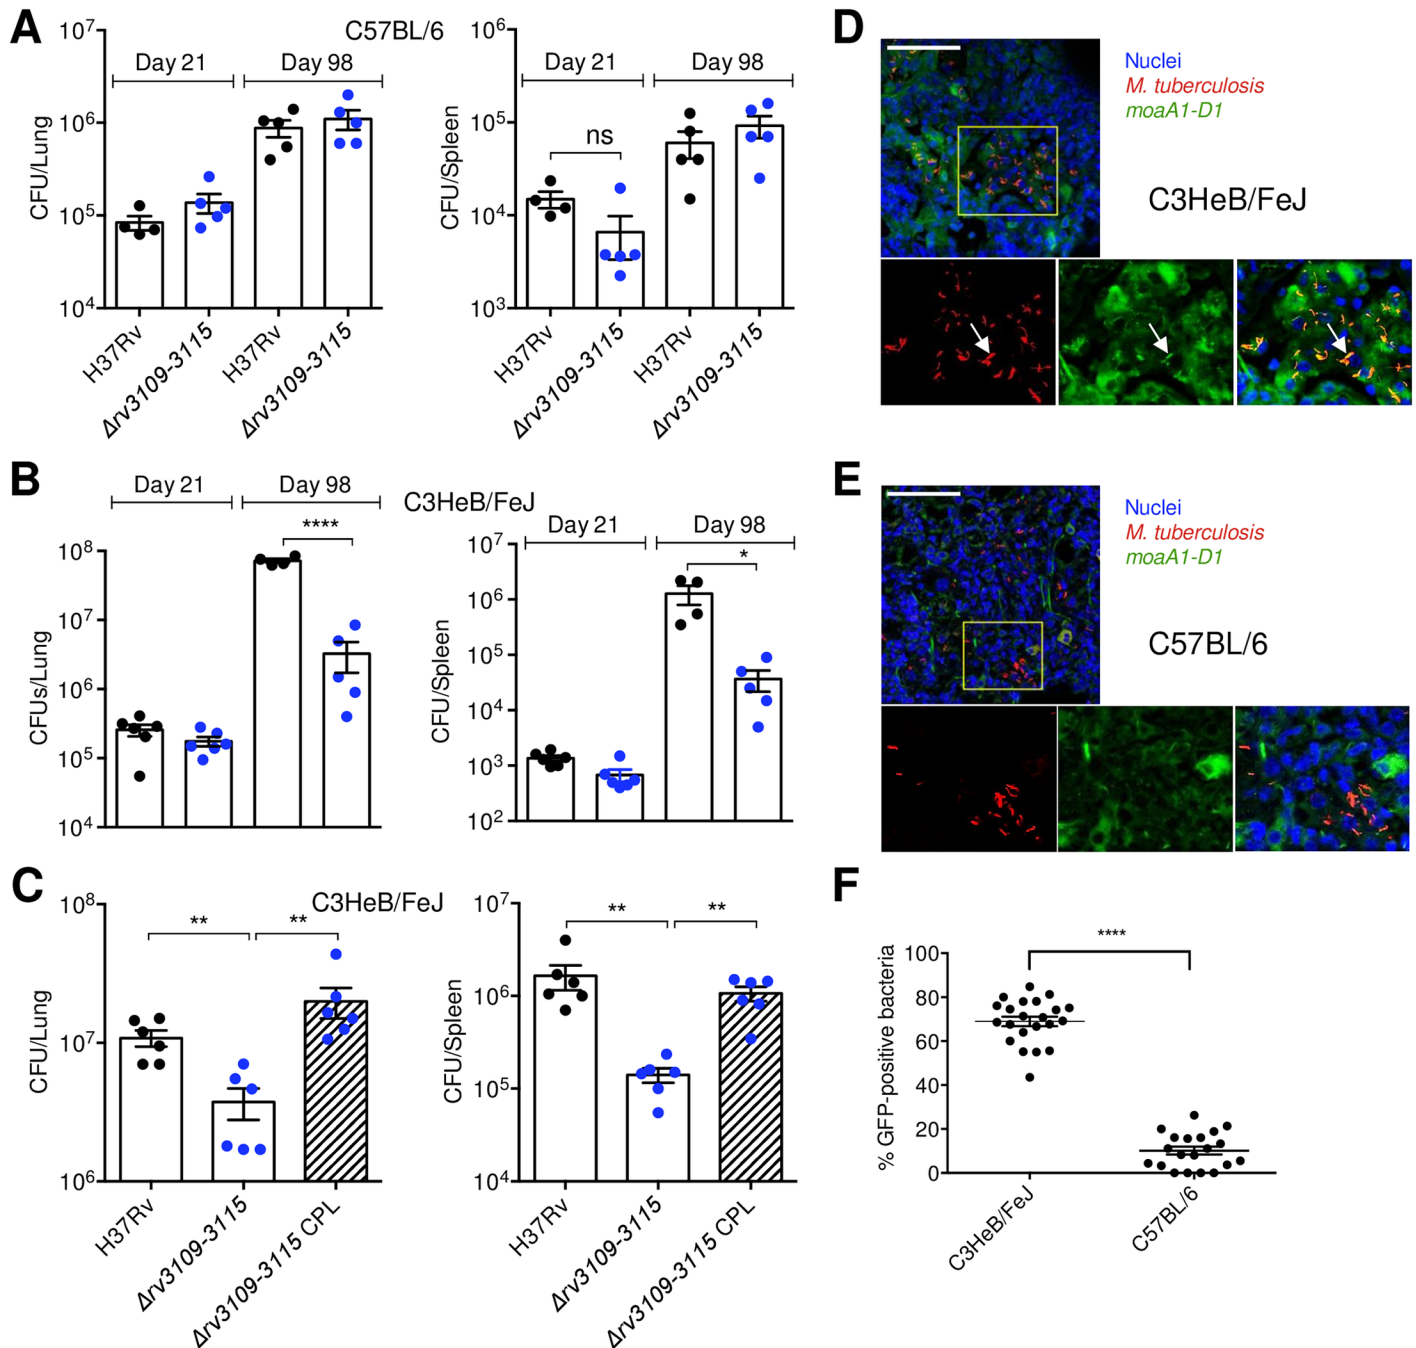 A
C57BL/6
10⁷
10⁶
10⁵
10⁴
CFU/Lung
Day 21
Day 98
H37Rv
Δrv3109-3115
H37Rv
Δrv3109-3115
10⁶
10⁵
10⁴
10³
CFU/Spleen
Day 21
Day 98
ns
H37Rv
Δrv3109-3115
H37Rv
Δrv3109-3115
B
C3HeB/FeJ
Day 21
Day 98
****
10⁸
10⁷
10⁶
10⁵
10⁴
CFUs/Lung
Day 21
Day 98
*
10⁷
10⁶
10⁵
10⁴
10³
10²
CFU/Spleen
C
C3HeB/FeJ
10⁸
10⁷
10⁶
CFU/Lung
**
**
H37Rv
Δrv3109-3115
Δrv3109-3115 CPL
10⁷
10⁶
10⁵
10⁴
CFU/Spleen
**
**
H37Rv
Δrv3109-3115
Δrv3109-3115 CPL
D
Nuclei
M. tuberculosis
moaA1-D1
C3HeB/FeJ
E
Nuclei
M. tuberculosis
moaA1-D1
C57BL/6
F
% GFP-positive bacteria
100
80
60
40
20
0
****
C3HeB/FeJ
C57BL/6